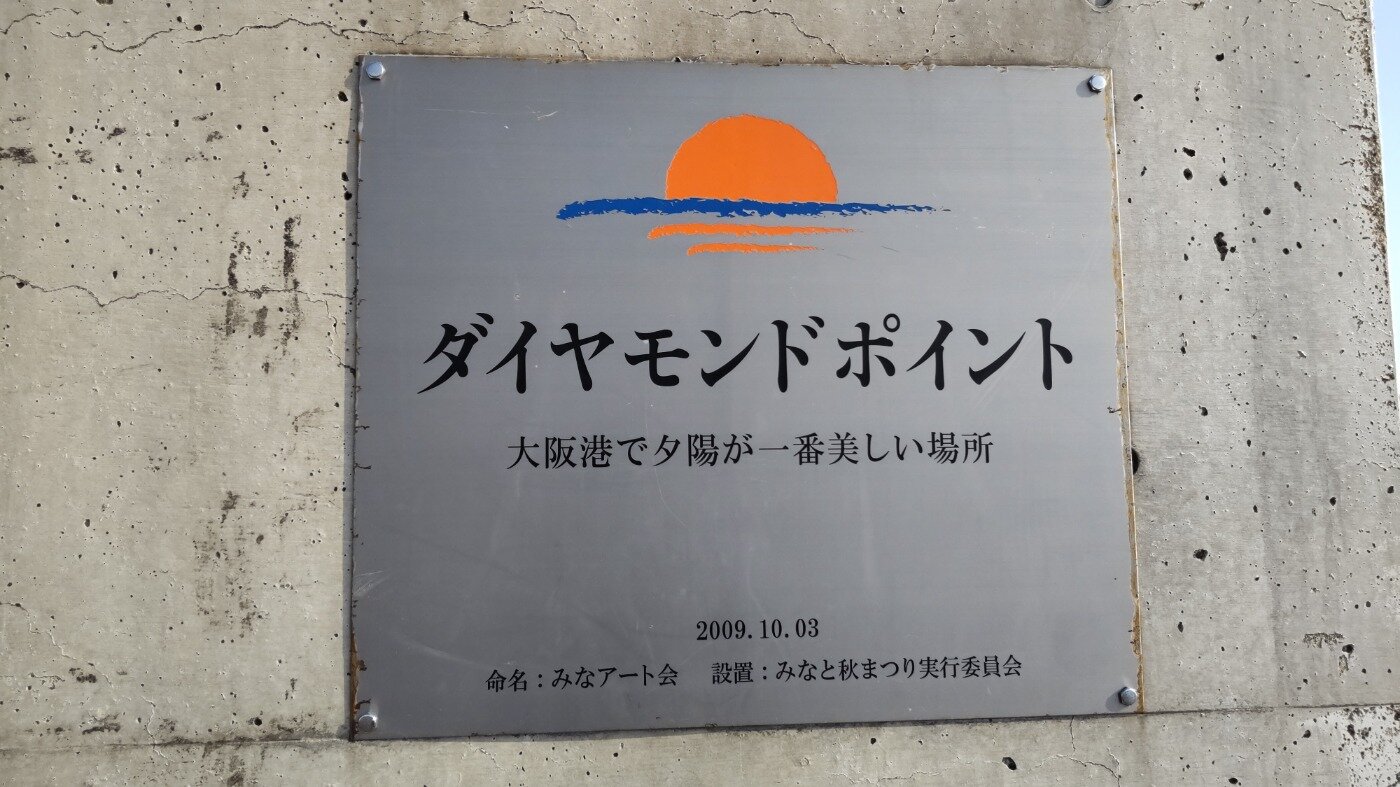 ダイヤモンドポイント
大阪港で夕陽が一番美しい場所
2009.10.03
命名：みなアート会　設置：みなと秋まつり実行委員会